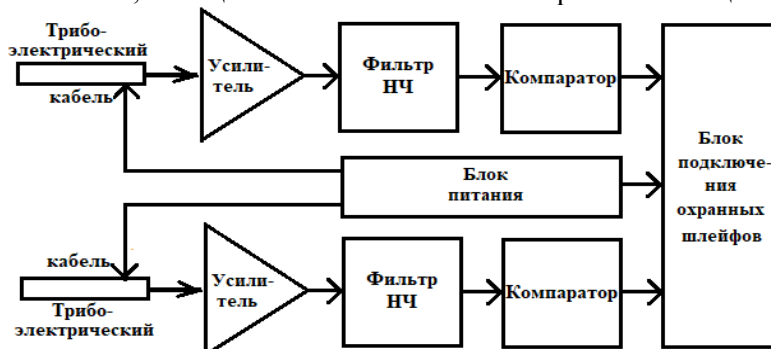 Трибо-
электрический
кабель
Усили-
тель
Фильтр
НЧ
Компаратор
Блок
подключе-
ния
охранных
шлейфов
Блок
питания
кабель
Трибо-
электрический
Усили-
тель
Фильтр
НЧ
Компаратор